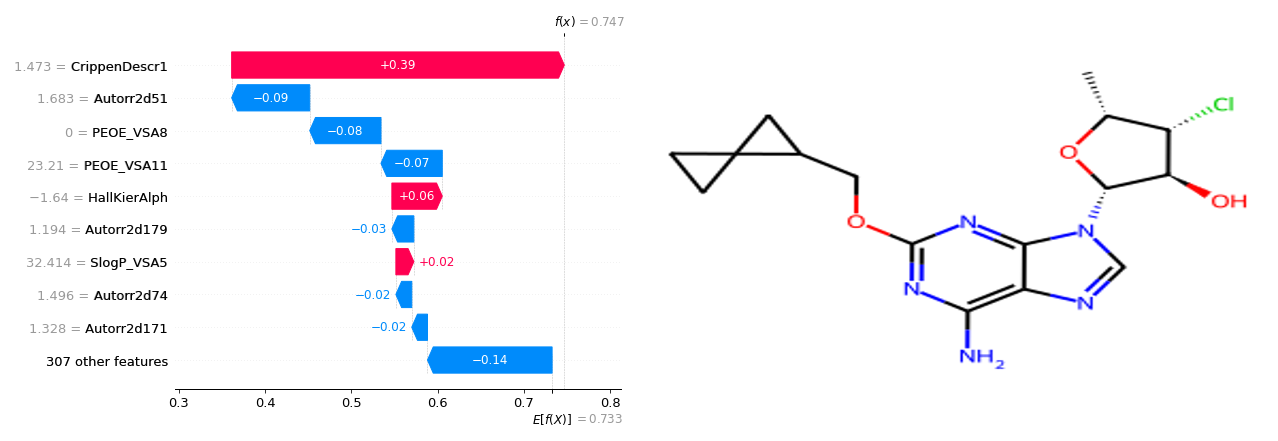 f(x) = 0.747
1.473 = CrippenDescr1
+0.39
1.683 = Autorr2d51
−0.09
0 = PEOE_VSA8
−0.08
23.21 = PEOE_VSA11
−0.07
−1.64 = HallKierAlph
+0.06
1.194 = Autorr2d179
−0.03
32.414 = SlogP_VSA5
+0.02
1.496 = Autorr2d74
−0.02
1.328 = Autorr2d171
−0.02
307 other features
−0.14
0.3 0.4 0.5 0.6 0.7 0.8
E[f(X)] = 0.733
Cl
O
OH
N
O
N
N
N
NH2